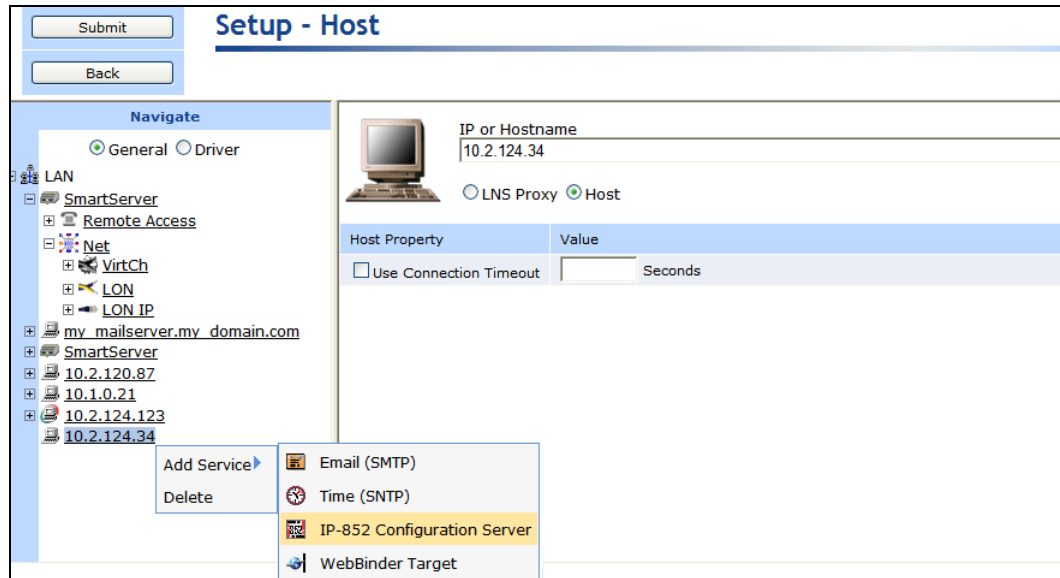 Submit
Setup - Host
Back
Navigate
General Driver
LAN
SmartServer
Remote Access
Net
VirtCh
LON
LON IP
my_mailserver.my_domain.com
SmartServer
10.2.120.87
10.1.0.21
10.2.124.123
10.2.124.34
IP or Hostname
10.2.124.34
LNS Proxy Host
Host Property Value
Use Connection Timeout Seconds
Add Service
Delete
Email (SMTP)
Time (SNTP)
IP-852 Configuration Server
WebBinder Target